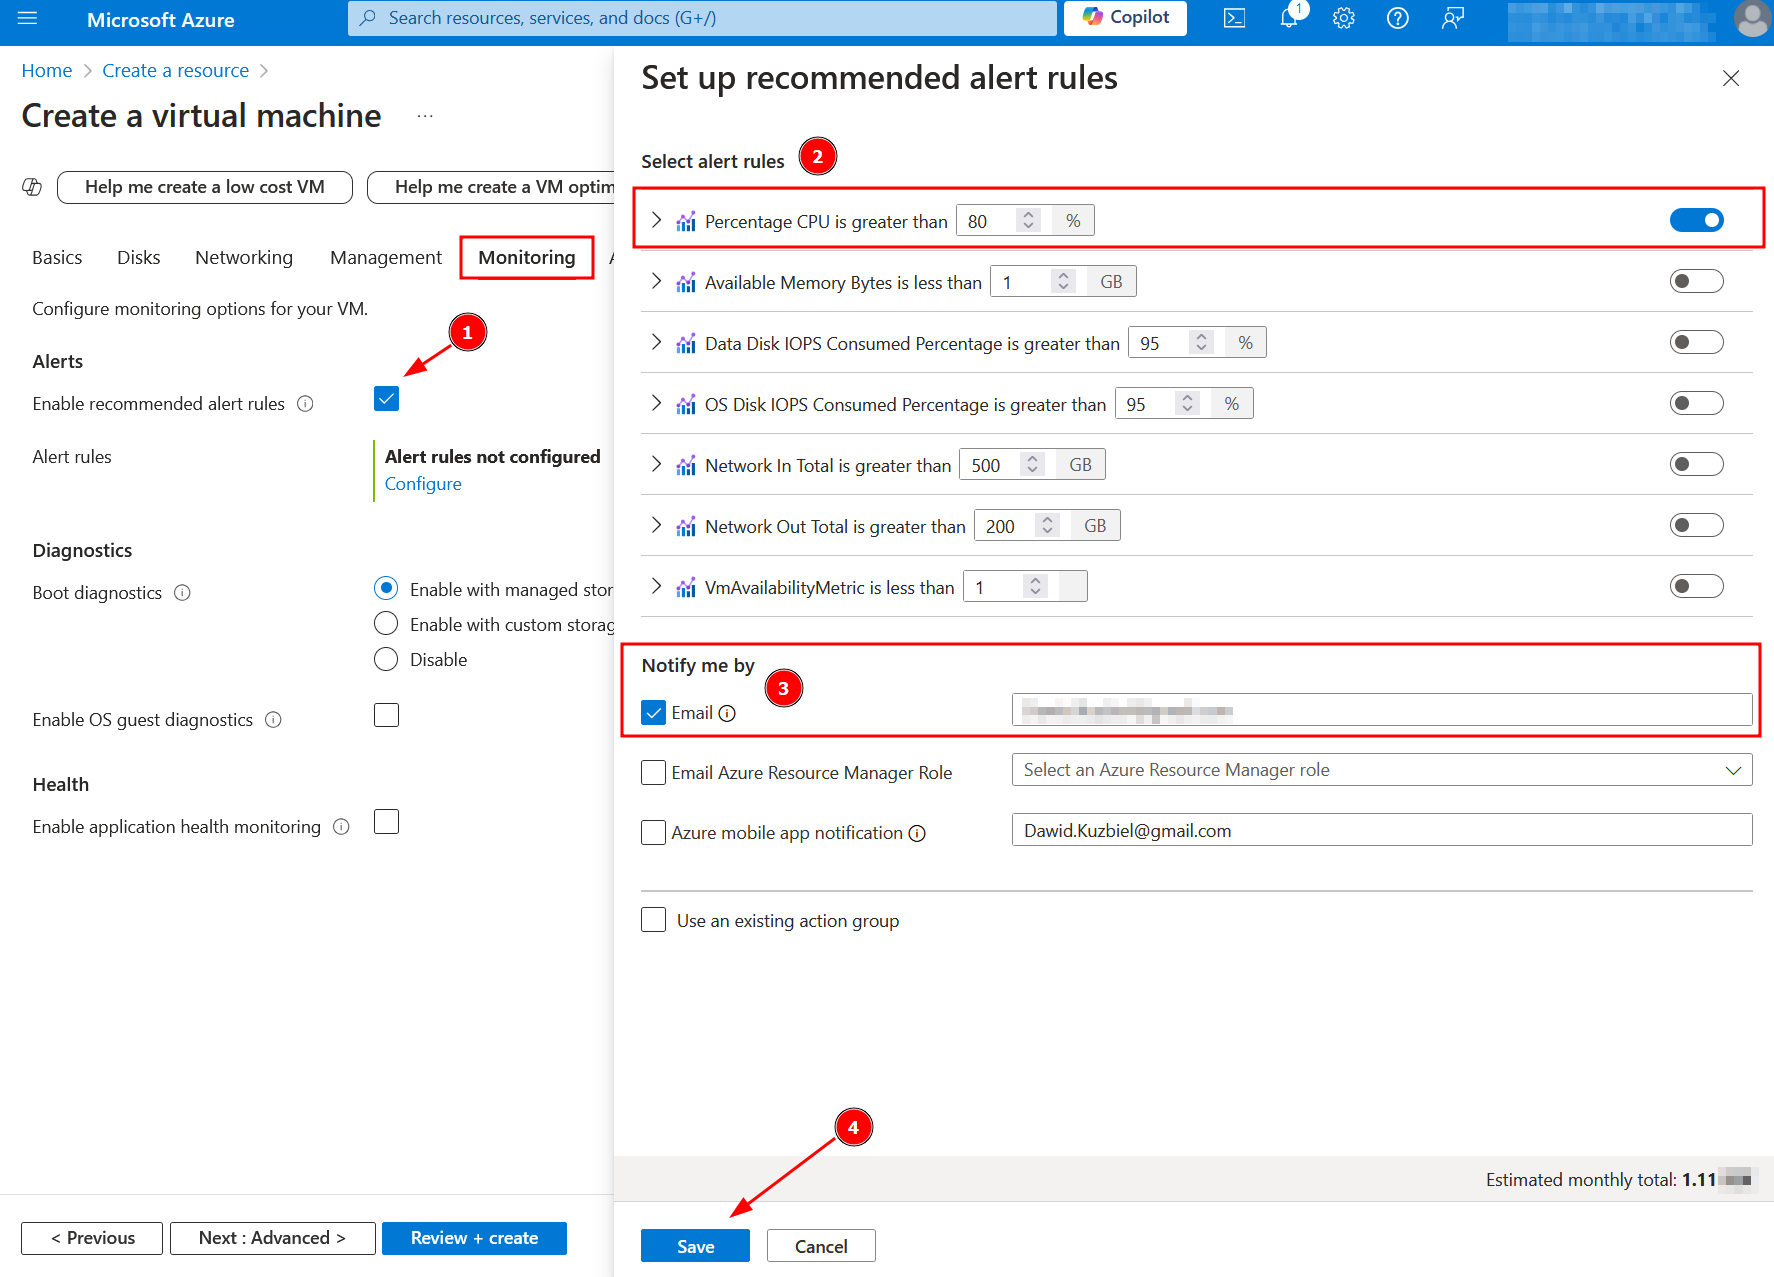 Microsoft Azure
Search resources, services, and docs (G+/)
Copilot
1
Home > Create a resource >
Create a virtual machine ...
Help me create a low cost VM
Help me create a VM optim
Basics
Disks
Networking
Management
Monitoring
Configure monitoring options for your VM.
1
Alerts
Enable recommended alert rules
Alert rules
Alert rules not configured
Configure
Diagnostics
Boot diagnostics
Enable with managed stor
Enable with custom storag
Disable
Enable OS guest diagnostics
Health
Enable application health monitoring
< Previous
Next : Advanced >
Review + create
Set up recommended alert rules
Select alert rules
2
Percentage CPU is greater than 80 %
Available Memory Bytes is less than 1 GB
Data Disk IOPS Consumed Percentage is greater than 95 %
OS Disk IOPS Consumed Percentage is greater than 95 %
Network In Total is greater than 500 GB
Network Out Total is greater than 200 GB
VmAvailabilityMetric is less than 1
Notify me by
3
Email
Email Azure Resource Manager Role
Select an Azure Resource Manager role
Azure mobile app notification
Dawid.Kuzbiel@gmail.com
Use an existing action group
4
Estimated monthly total: 1.11
Save
Cancel